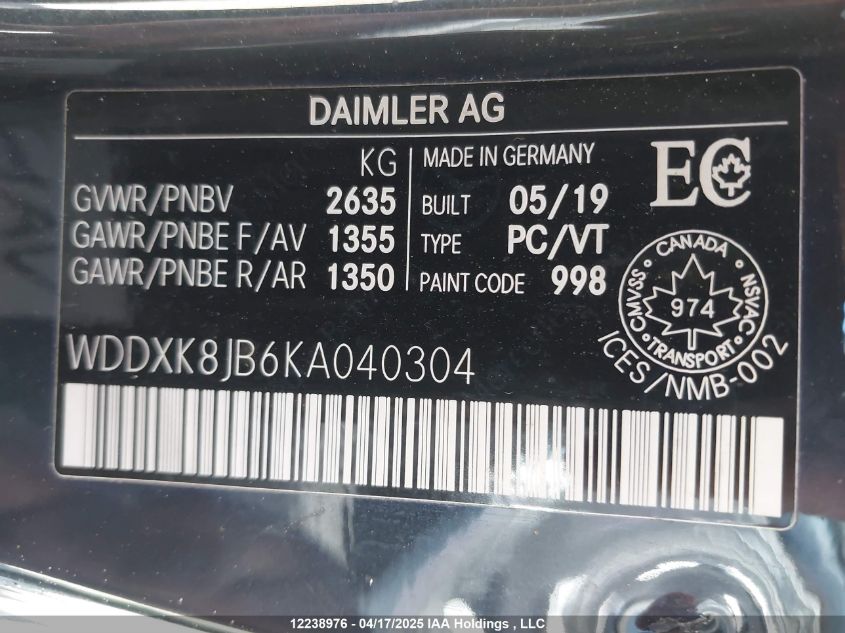 DAIMLER AG
KG
GVWR/PNBV 2635
GAWR/PNBE F/AV 1355
GAWR/PNBE R/AR 1350
MADE IN GERMANY
BUILT 05/19
TYPE PC/VT
PAINT CODE 998
EC
CANADA
CMVSS 974 NSVAC
TRANSPORT
ICES/NMB-002
WDDXK8JB6KA040304
12238976 - 04/17/2025 IAA Holdings , LLC